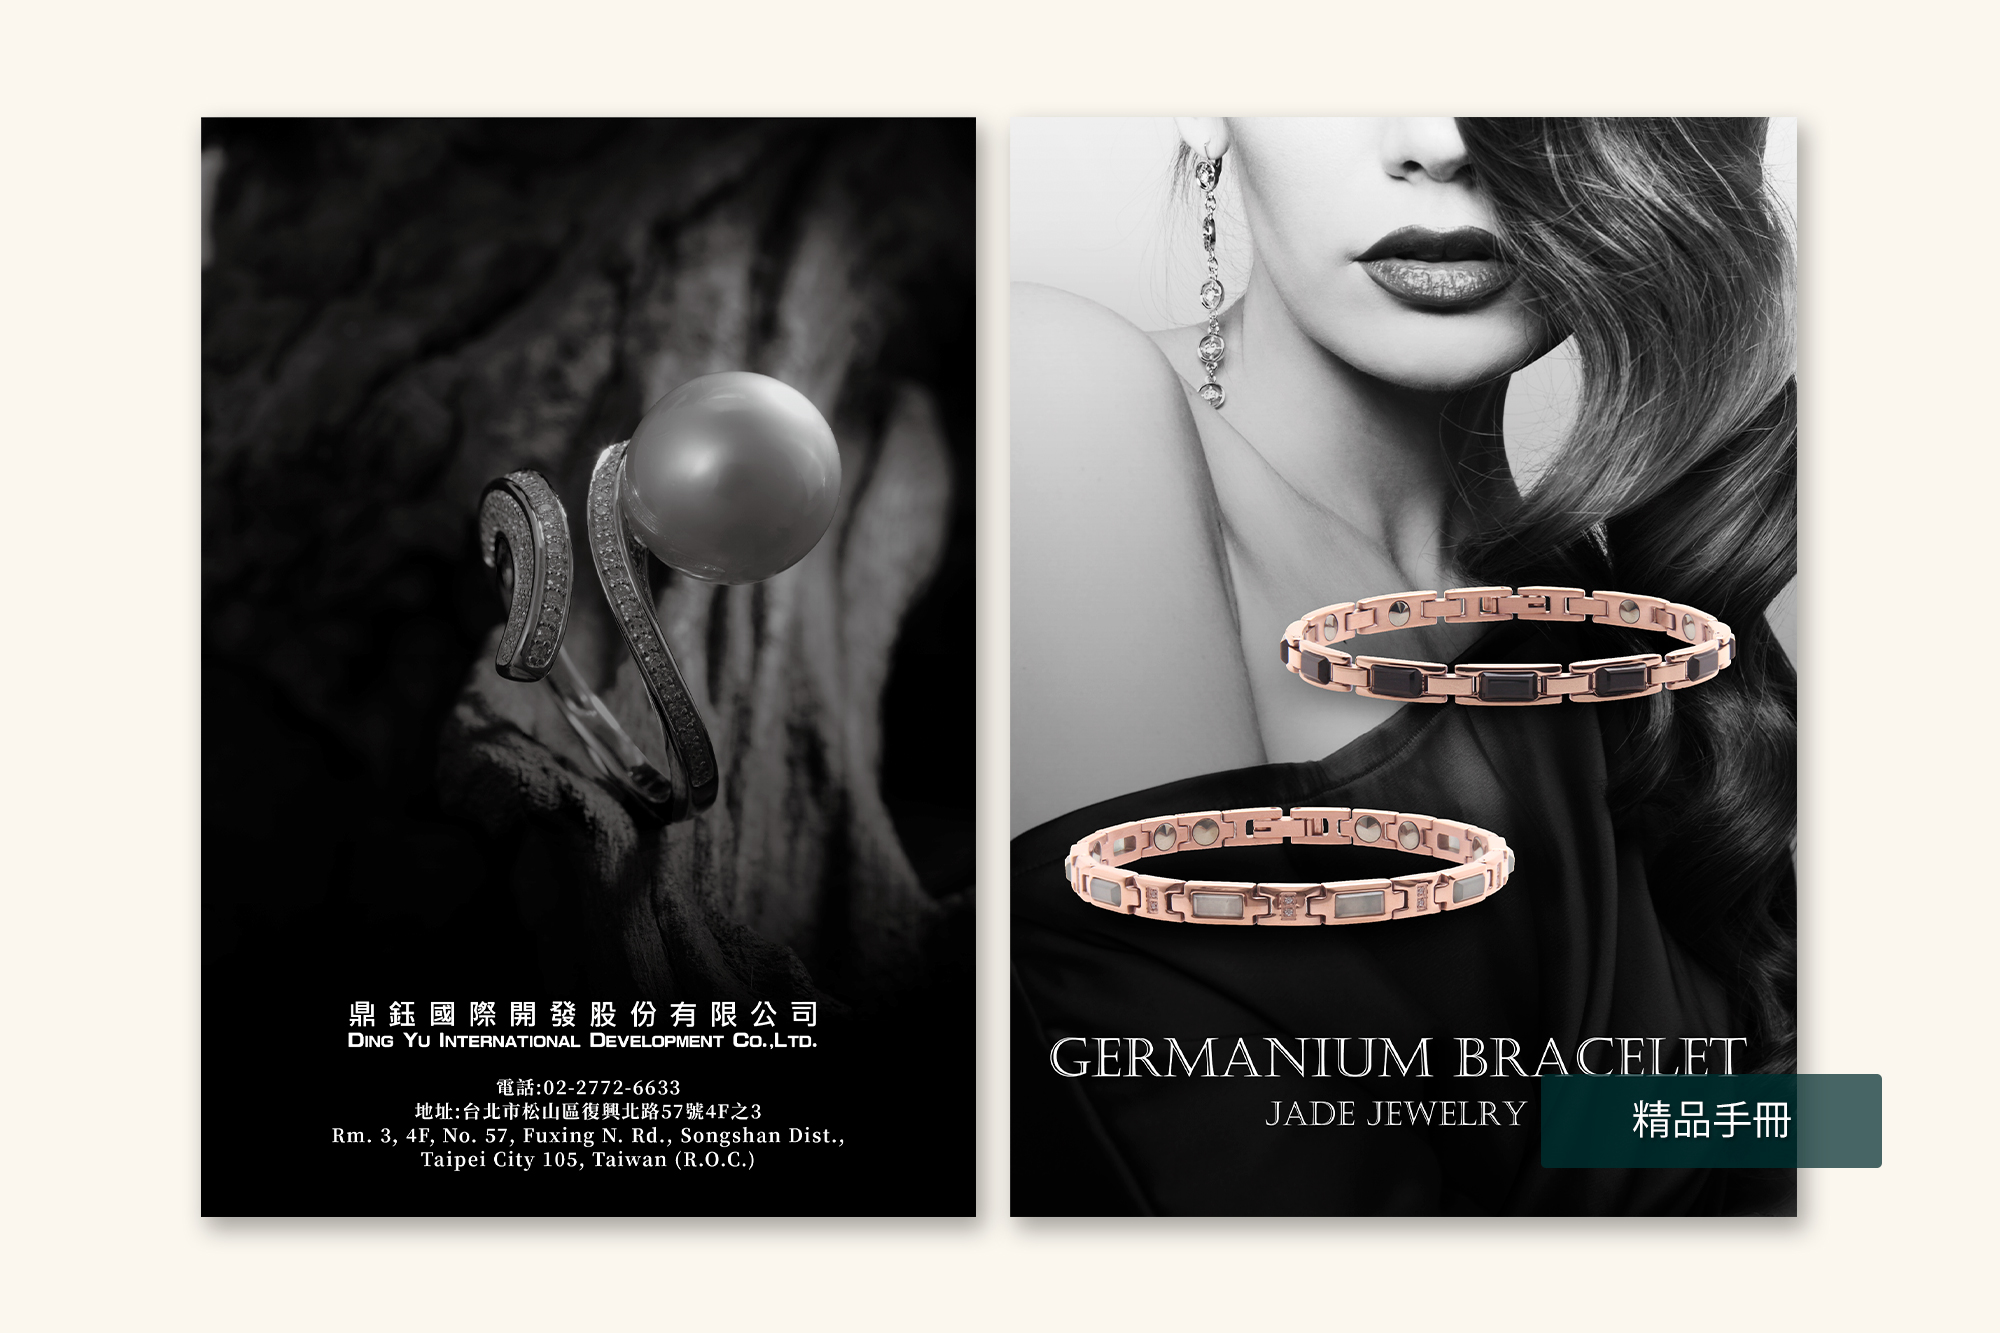 鼎鈺國際開發股份有限公司
DING YU INTERNATIONAL DEVELOPMENT CO.,LTD.
電話:02-2772-6633
地址:台北市松山區復興北路57號4F之3
Rm. 3, 4F, No. 57, Fuxing N. Rd., Songshan Dist.,
Taipei City 105, Taiwan (R.O.C.)
GERMANIUM BRACELET
JADE JEWELRY
精品手冊